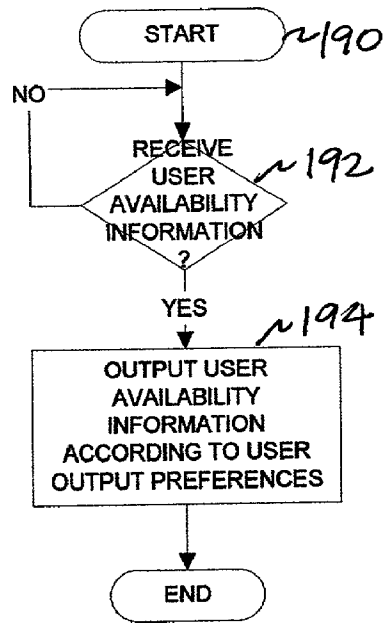 START
~190
NO
RECEIVE
USER
AVAILABILITY
INFORMATION
?
~192
YES
~194
OUTPUT USER
AVAILABILITY
INFORMATION
ACCORDING TO USER
OUTPUT PREFERENCES
END